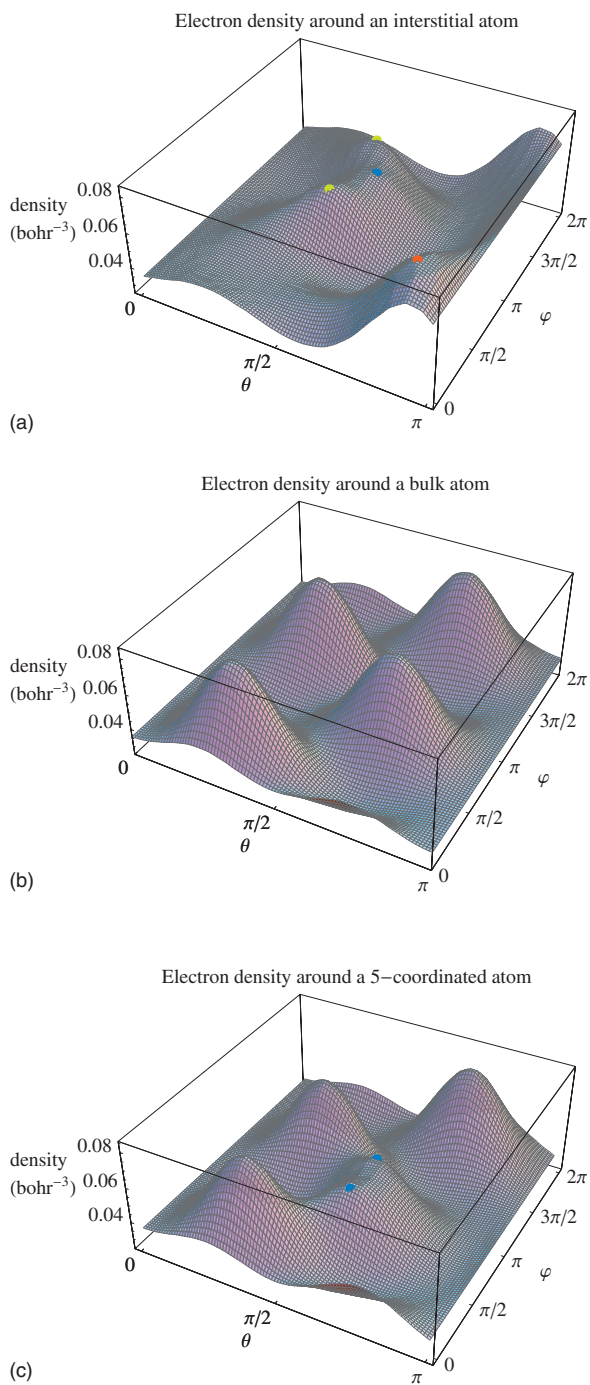 Electron density around an interstitial atom
0.08
density
0.06
(bohr⁻³)
0.04
0
π/2
θ
π
0
π/2
π
φ
3π/2
2π
(a)
Electron density around a bulk atom
0.08
density
0.06
(bohr⁻³)
0.04
0
π/2
θ
π
0
π/2
π
φ
3π/2
2π
(b)
Electron density around a 5−coordinated atom
0.08
density
0.06
(bohr⁻³)
0.04
0
π/2
θ
π
0
π/2
π
φ
3π/2
2π
(c)